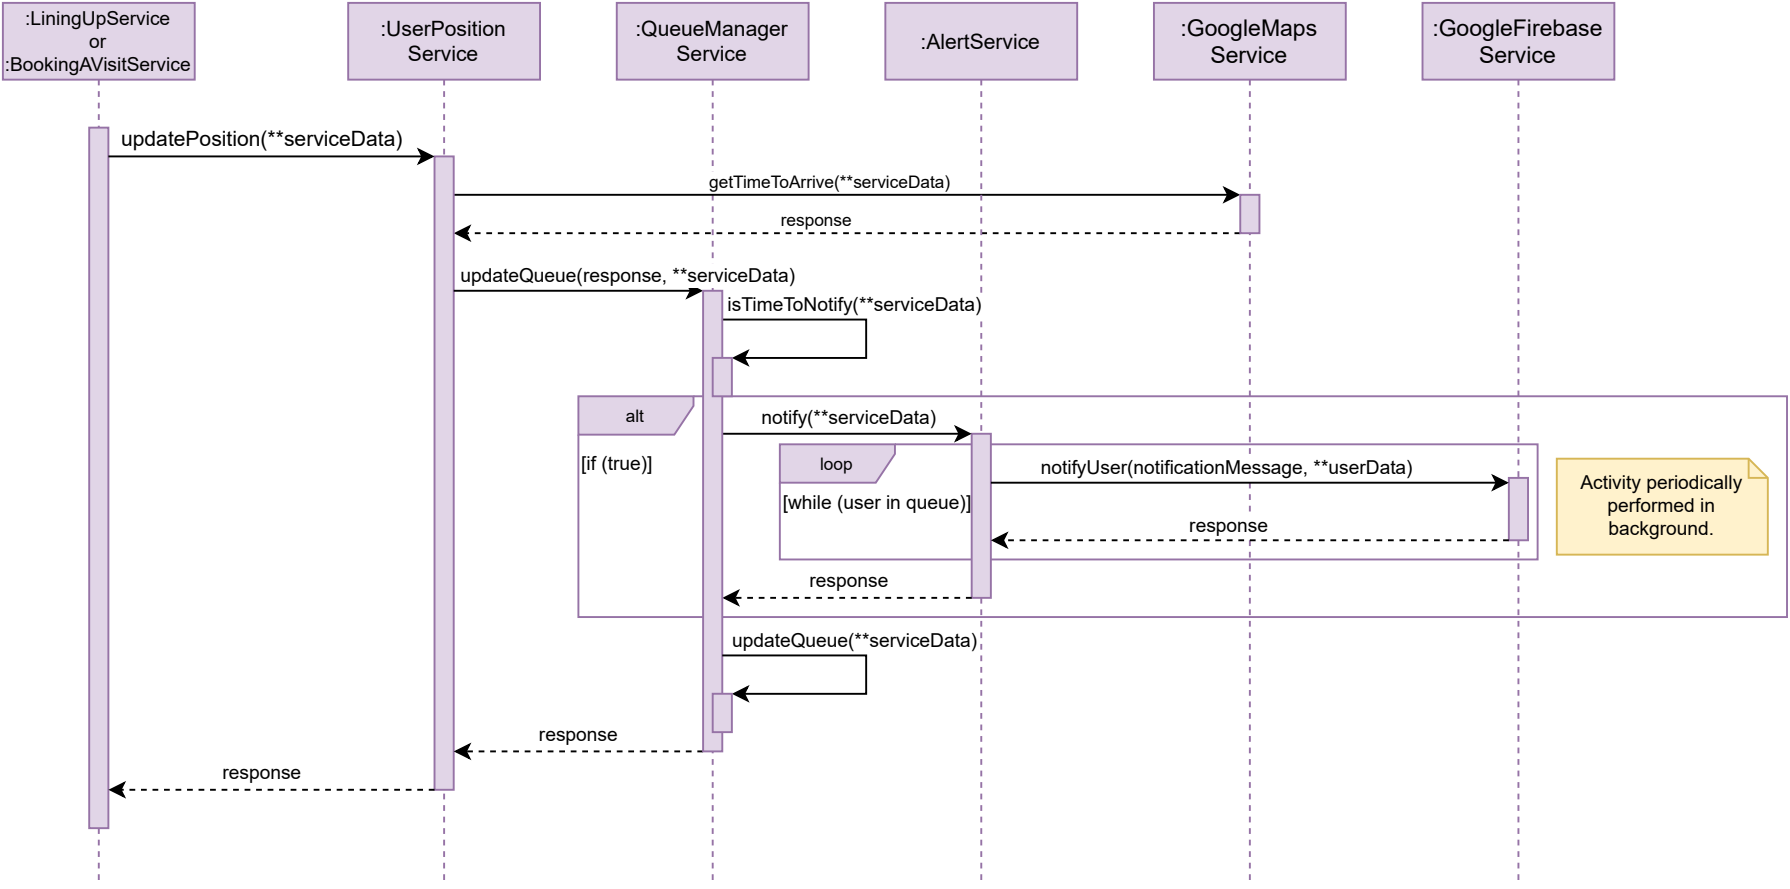 :LiningUpService
or
:BookingAVisitService
:UserPosition
Service
:QueueManager
Service
:AlertService
:GoogleMaps
Service
:GoogleFirebase
Service
updatePosition(**serviceData)
getTimeToArrive(**serviceData)
response
updateQueue(response, **serviceData)
isTimeToNotify(**serviceData)
alt
notify(**serviceData)
[if (true)]
loop
notifyUser(notificationMessage, **userData)
[while (user in queue)]
response
Activity periodically
performed in
background.
response
updateQueue(**serviceData)
response
response